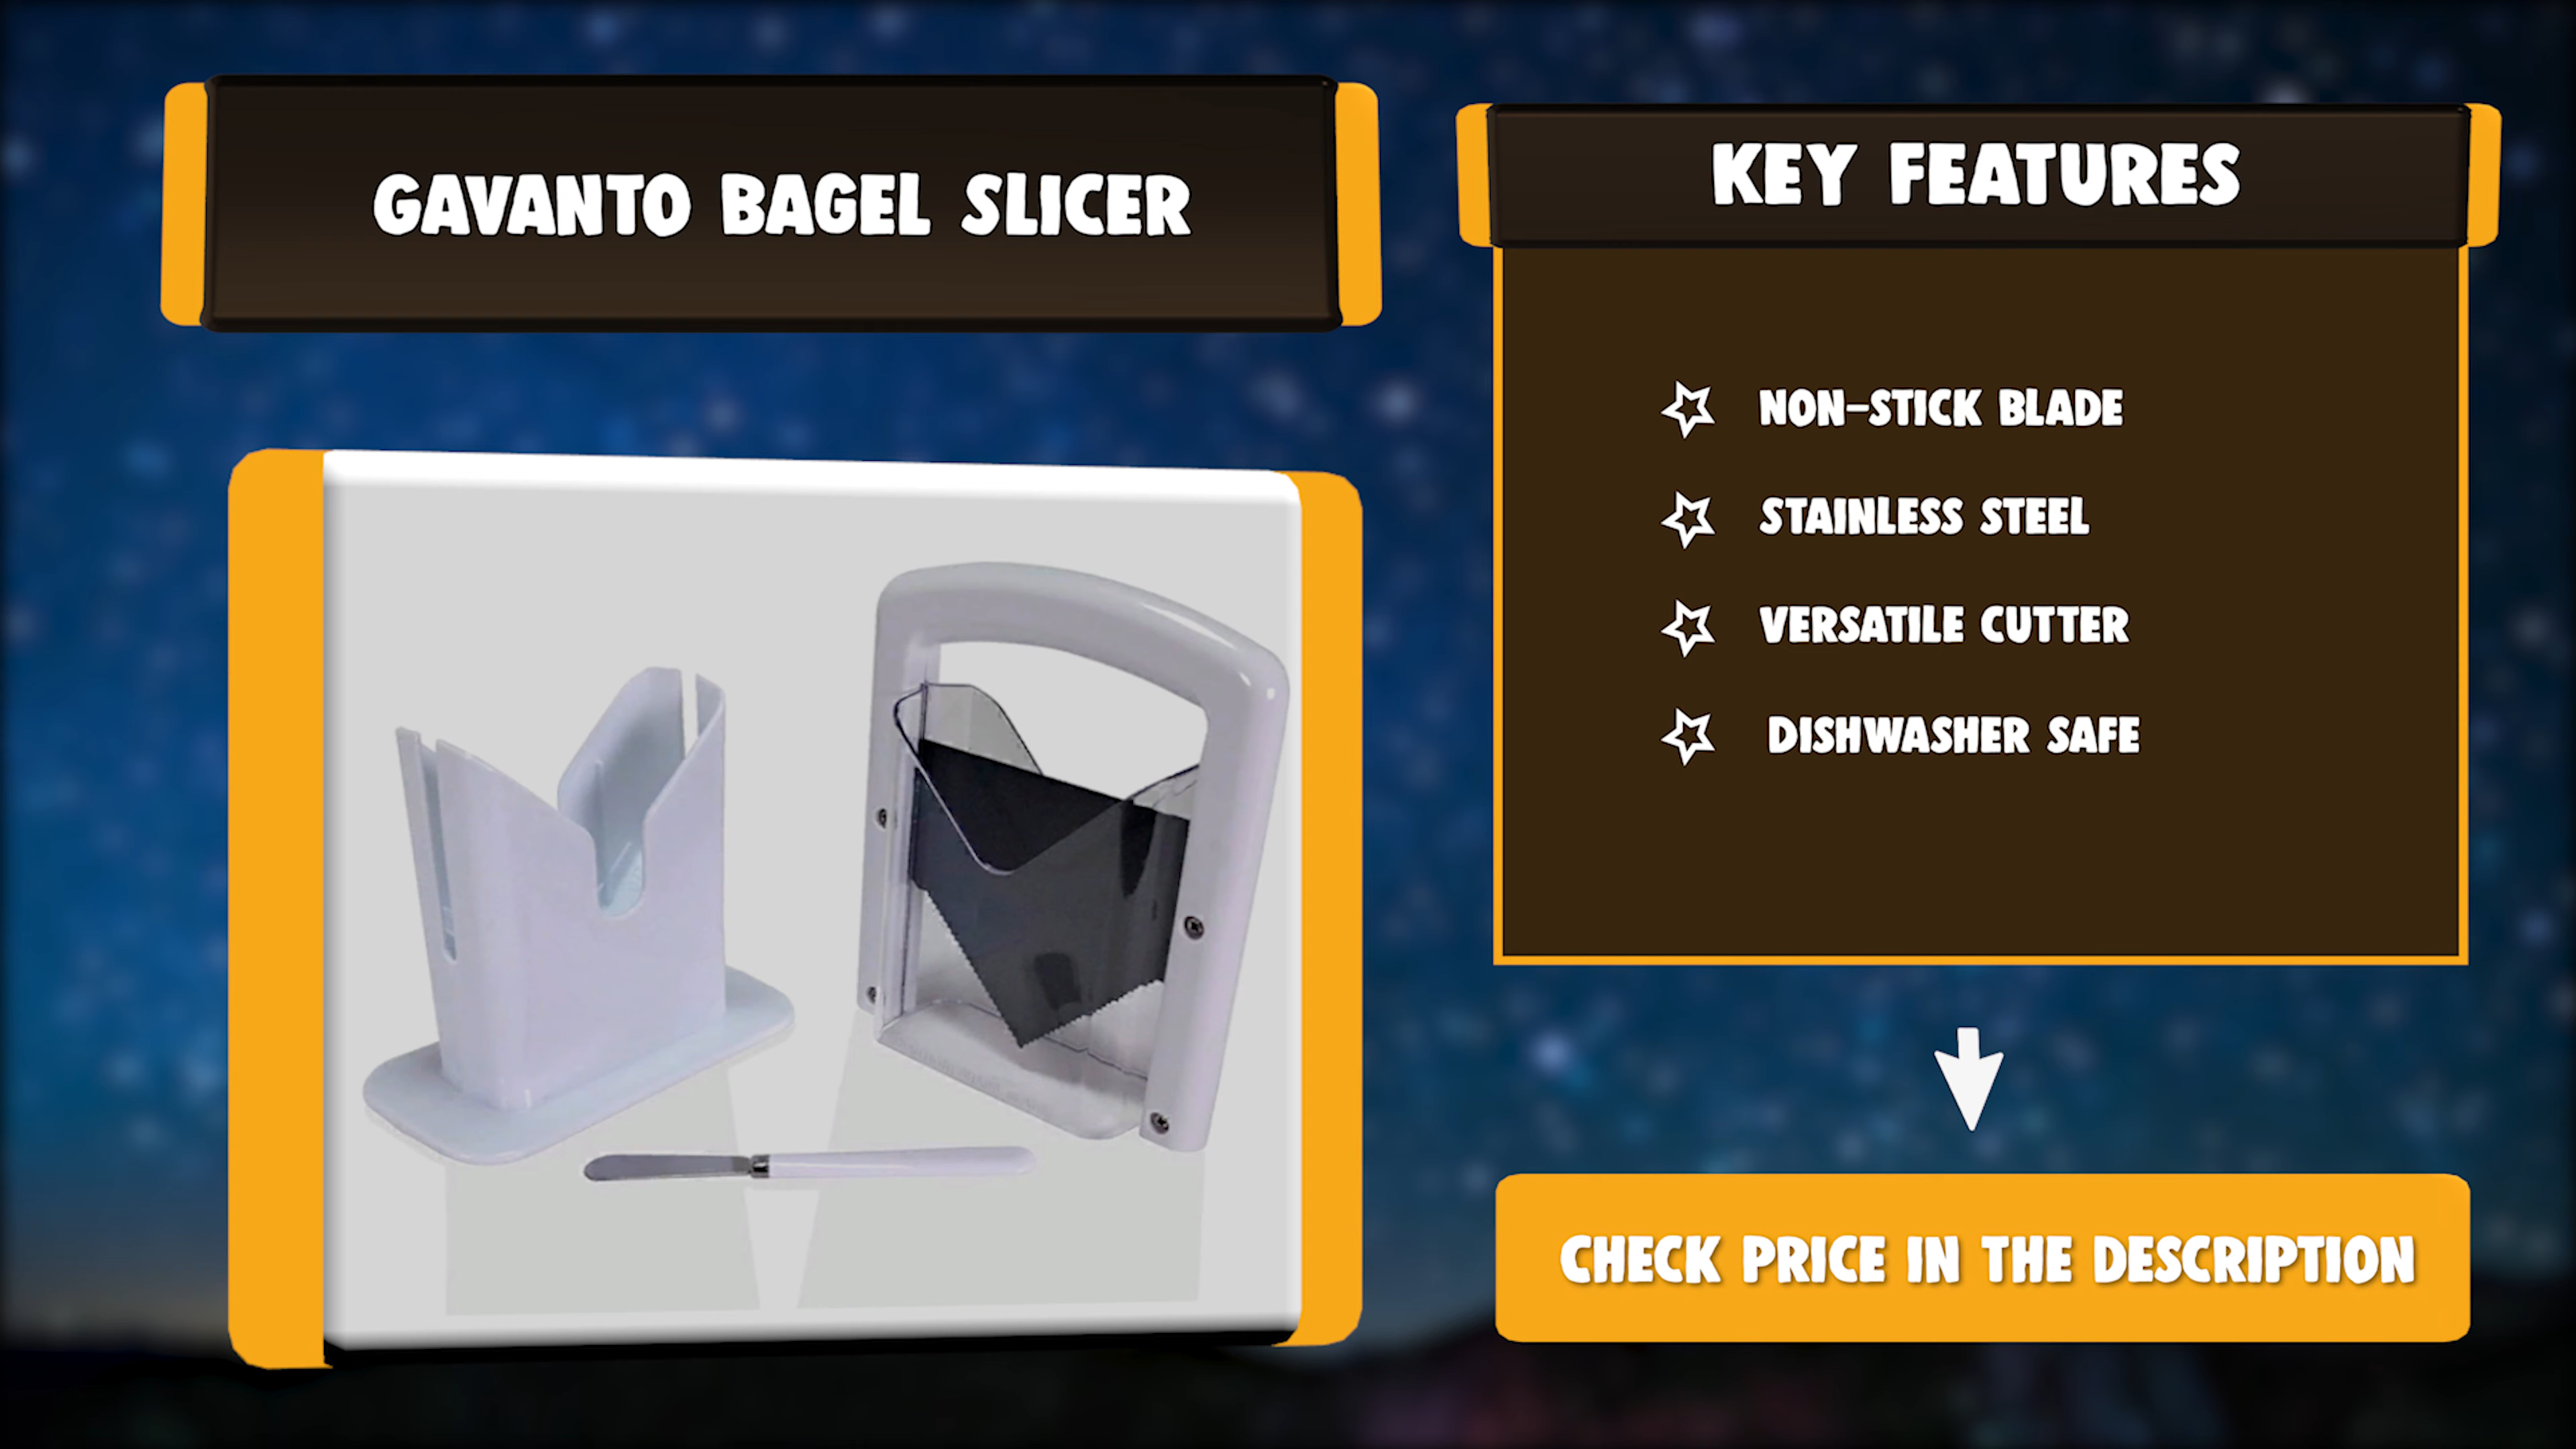 GAVANTO BAGEL SLICER
KEY FEATURES
NON-STICK BLADE
STAINLESS STEEL
VERSATILE CUTTER
DISHWASHER SAFE
CHECK PRICE IN THE DESCRIPTION